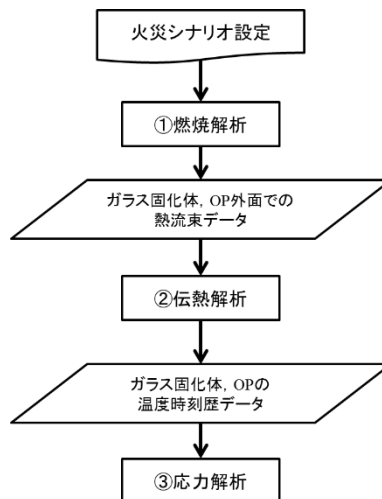 火災シナリオ設定
①燃焼解析
ガラス固化体, OP外面での
熱流束データ
②伝熱解析
ガラス固化体, OPの
温度時刻歴データ
③応力解析